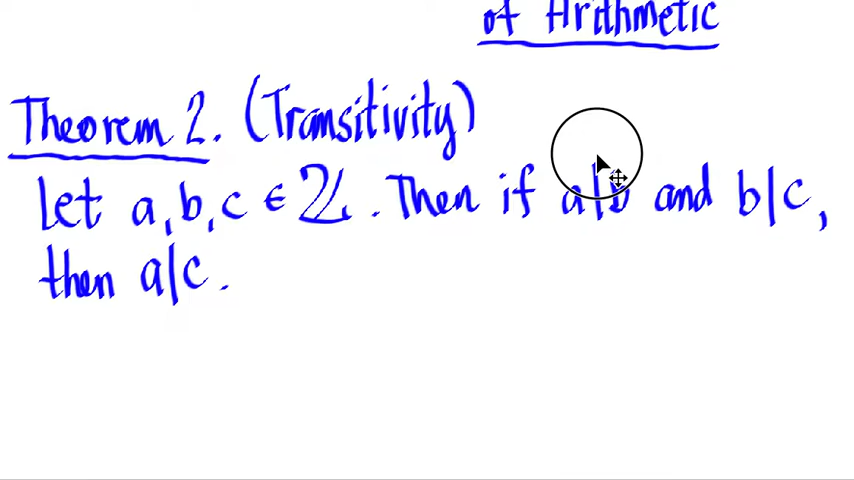 of Arithmetic
Theorem 2. (Transitivity)
Let a, b, c ∈ ℤ. Then if a|b and b|c,
then a|c.